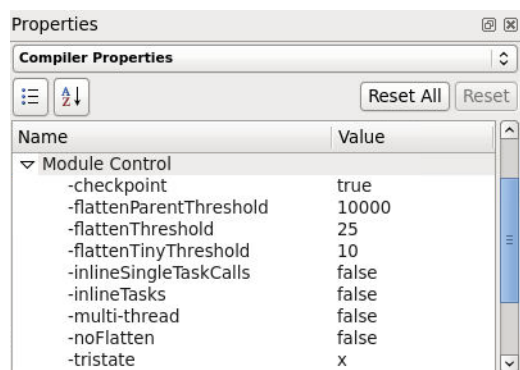 Properties
Compiler Properties
A Z Reset All Reset
Name Value
Module Control
-checkpoint true
-flattenParentThreshold 10000
-flattenThreshold 25
-flattenTinyThreshold 10
-inlineSingleTaskCalls false
-inlineTasks false
-multi-thread false
-noFlatten false
-tristate x